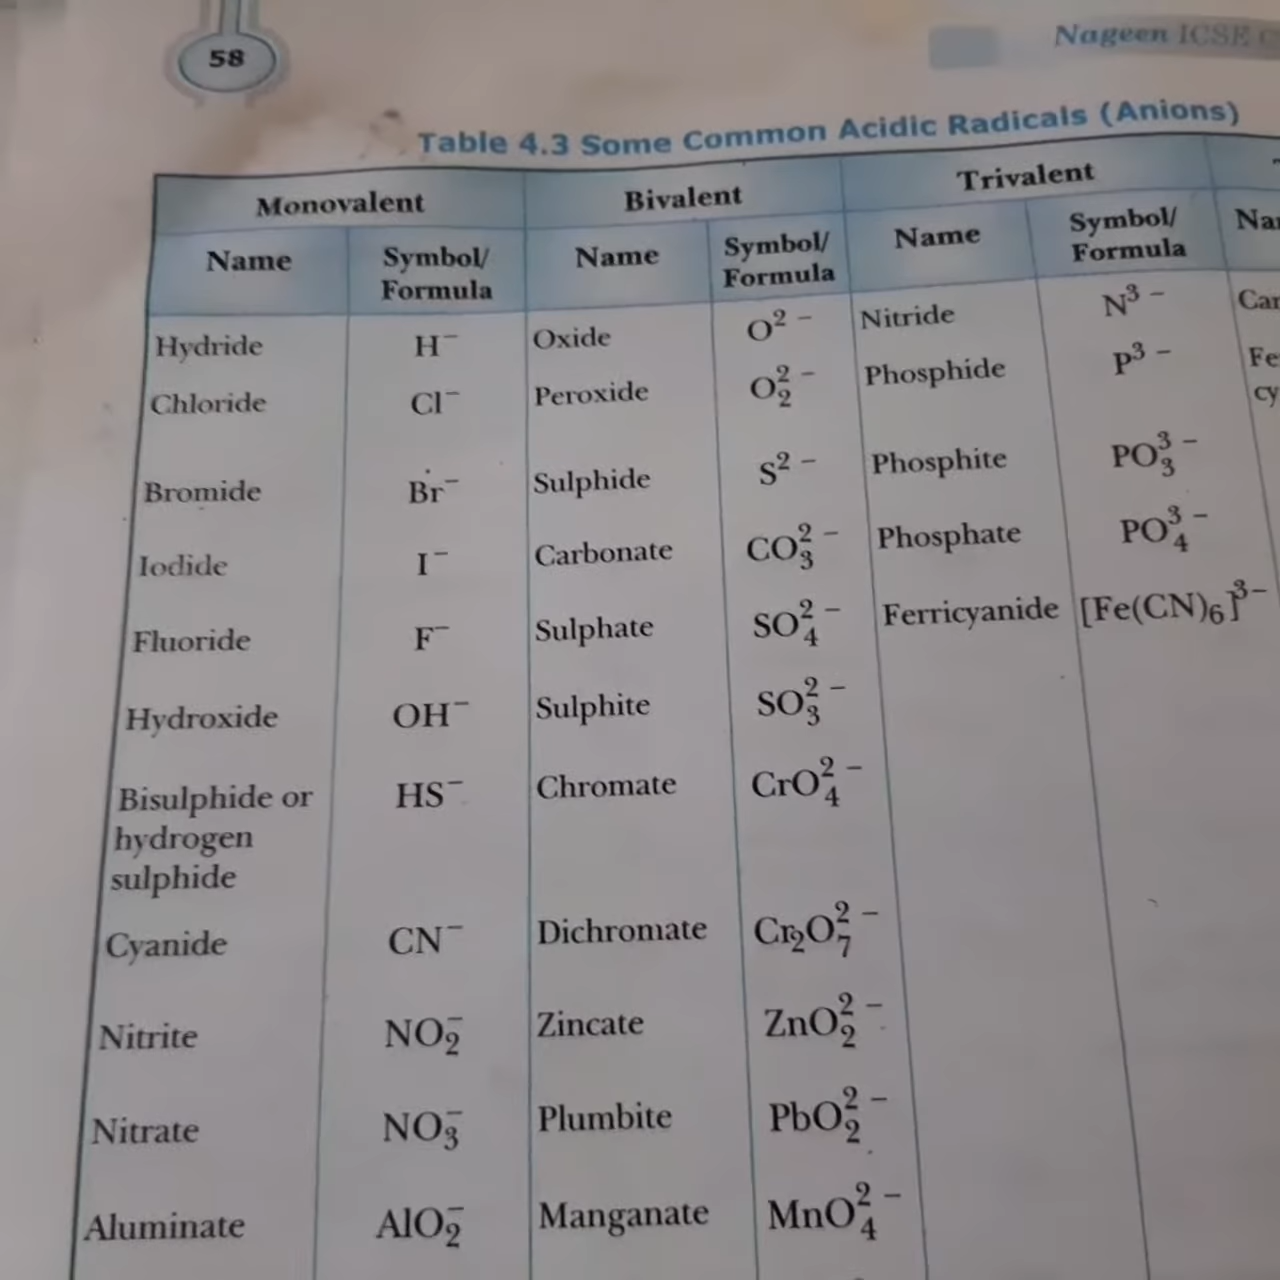 58
Nageen ICSE
Table 4.3 Some Common Acidic Radicals (Anions)
Monovalent Bivalent Trivalent
Name Symbol/ Formula Name Symbol/ Formula Name Symbol/ Formula
Hydride H⁻ Oxide O²⁻ Nitride N³⁻
Chloride Cl⁻ Peroxide O₂²⁻ Phosphide P³⁻
Bromide Br⁻ Sulphide S²⁻ Phosphite PO₃³⁻
Iodide I⁻ Carbonate CO₃²⁻ Phosphate PO₄³⁻
Fluoride F⁻ Sulphate SO₄²⁻ Ferricyanide [Fe(CN)₆]³⁻
Hydroxide OH⁻ Sulphite SO₃²⁻
Bisulphide or HS⁻ Chromate CrO₄²⁻
hydrogen
sulphide
Cyanide CN⁻ Dichromate Cr₂O₇²⁻
Nitrite NO₂⁻ Zincate ZnO₂²⁻
Nitrate NO₃⁻ Plumbite PbO₂²⁻
Aluminate AlO₂⁻ Manganate MnO₄²⁻